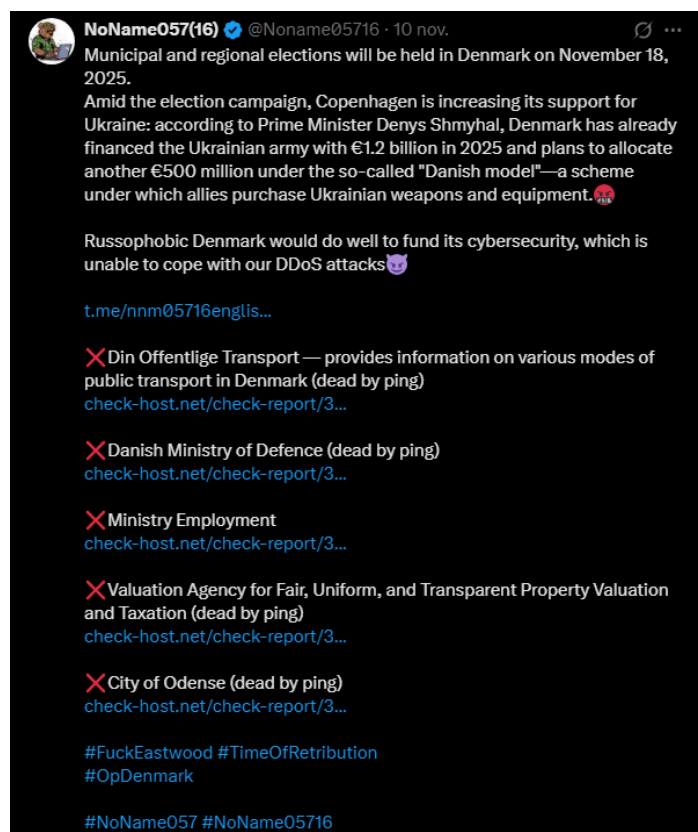 NoName057(16) @Noname05716 · 10 nov.
Municipal and regional elections will be held in Denmark on November 18,
2025.
Amid the election campaign, Copenhagen is increasing its support for
Ukraine: according to Prime Minister Denys Shmyhal, Denmark has already
financed the Ukrainian army with €1.2 billion in 2025 and plans to allocate
another €500 million under the so-called "Danish model"—a scheme
under which allies purchase Ukrainian weapons and equipment.🤬
Russophobic Denmark would do well to fund its cybersecurity, which is
unable to cope with our DDoS attacks😈
t.me/nnm05716englis...
❌Din Offentlige Transport — provides information on various modes of
public transport in Denmark (dead by ping)
check-host.net/check-report/3...
❌Danish Ministry of Defence (dead by ping)
check-host.net/check-report/3...
❌Ministry Employment
check-host.net/check-report/3...
❌Valuation Agency for Fair, Uniform, and Transparent Property Valuation
and Taxation (dead by ping)
check-host.net/check-report/3...
❌City of Odense (dead by ping)
check-host.net/check-report/3...
#FuckEastwood #TimeOfRetribution
#OpDenmark
#NoName057 #NoName05716